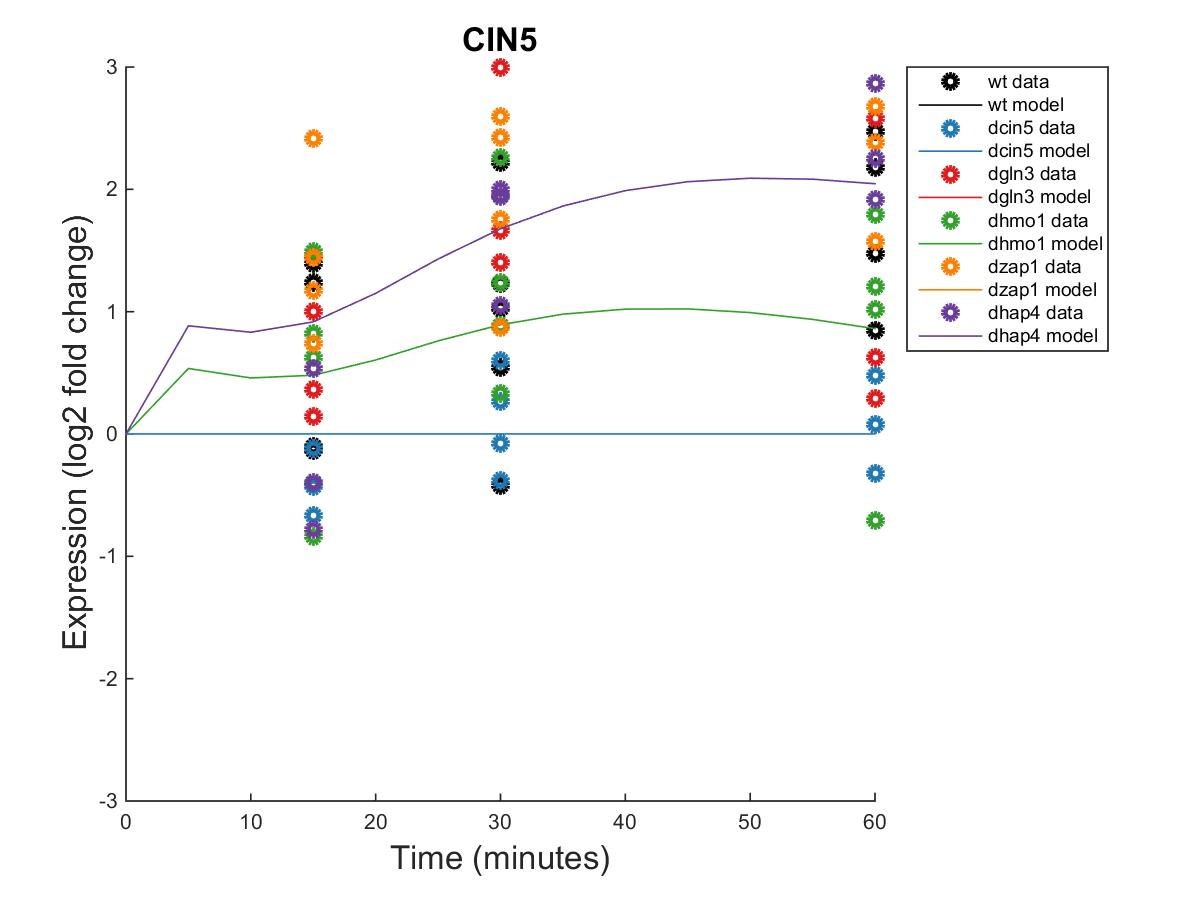 CIN5
3
2
1
0
-1
-2
-3
Expression (log2 fold change)
0 10 20 30 40 50 60
Time (minutes)
wt data
wt model
dcin5 data
dcin5 model
dgln3 data
dgln3 model
dhmo1 data
dhmo1 model
dzap1 data
dzap1 model
dhap4 data
dhap4 model